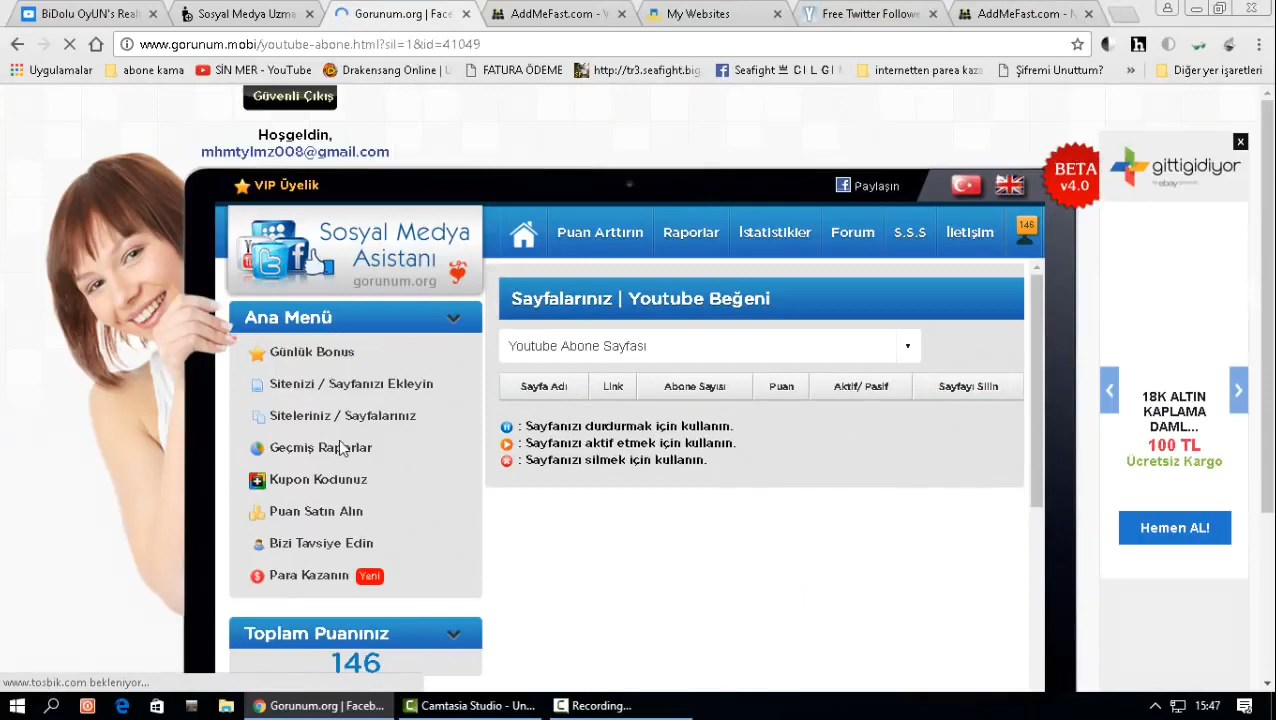 BiDolu OyUN's Real
Sosyal Medya Uzme
Gorunum.org | Face
AddMeFast.com - V
My Websites
Free Twitter Followe
AddMeFast.com - N
www.gorunum.mobi/youtube-abone.html?sil=1&id=41049
Uygulamalar
abone kama
SİN MER - YouTube
Drakensang Online |
FATURA ÖDEME
http://tr3.seafight.big
Seafight 쁘 C I L G I
internetten parea kaza
Şifremi Unuttum?
»
Diğer yer işaretleri
Güvenli Çıkış
Hoşgeldin,
mhmtylmz008@gmail.com
VIP Üyelik
Paylaşın
BETA
v4.0
Sosyal Medya
Asistanı
gorunum.org
Puan Arttırın
Raporlar
İstatistikler
Forum
S.S.S
İletişim
146
Ana Menü
Günlük Bonus
Sitenizi / Sayfanızı Ekleyin
Siteleriniz / Sayfalarınız
Geçmiş Raporlar
Kupon Kodunuz
Puan Satın Alın
Bizi Tavsiye Edin
Para Kazanın Yeni
Toplam Puanınız
146
Sayfalarınız | Youtube Beğeni
Youtube Abone Sayfası
Sayfa Adı
Link
Abone Sayısı
Puan
Aktif/ Pasif
Sayfayı Silin
: Sayfanızı durdurmak için kullanın.
: Sayfanızı aktif etmek için kullanın.
: Sayfanızı silmek için kullanın.
x
gittigidiyor
by ebay
18K ALTIN
KAPLAMA
DAML...
100 TL
Ücretsiz Kargo
Hemen AL!
www.tosbik.com bekleniyor...
Gorunum.org | Faceb...
Camtasia Studio - Un...
Recording...
15:47